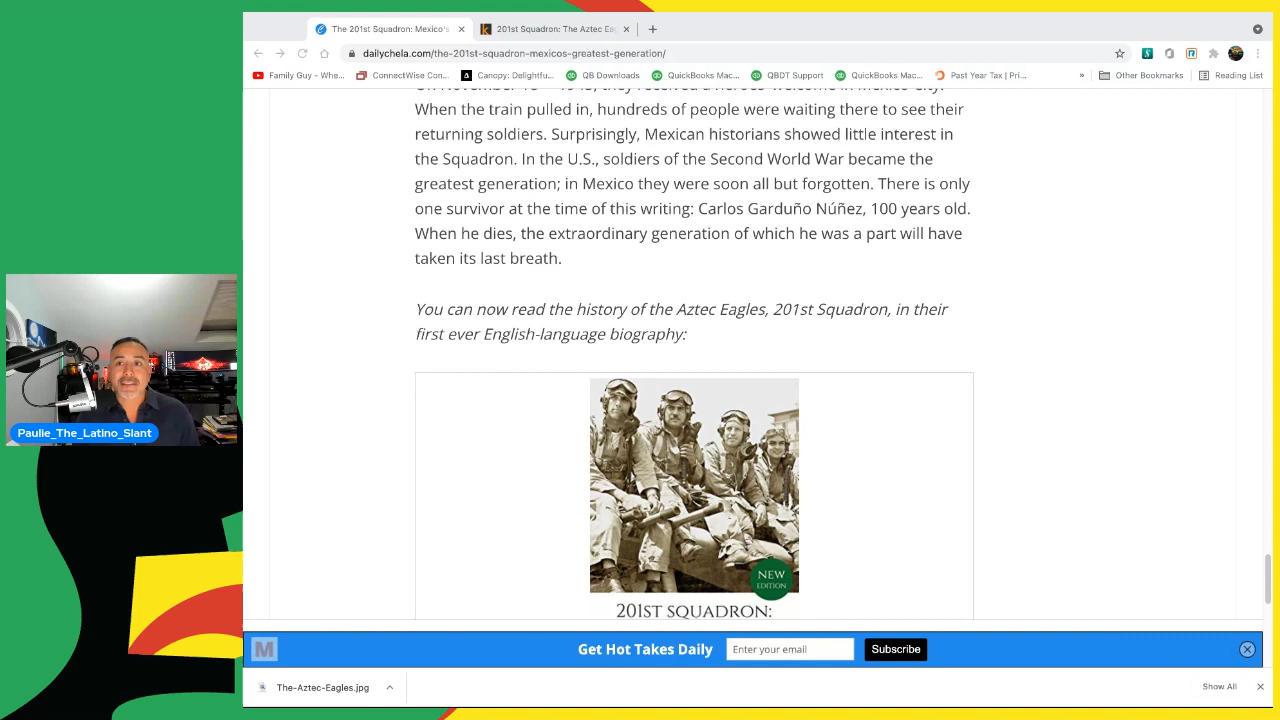 The 201st Squadron: Mexico's
201st Squadron: The Aztec Eag
dailychela.com/the-201st-squadron-mexicos-greatest-generation/
Family Guy - Whe...
ConnectWise Con...
Canopy: Delightfu...
QB Downloads
QuickBooks Mac...
QBDT Support
QuickBooks Mac...
Past Year Tax | Pri...
»
Other Bookmarks
Reading List
they received a heroes' welcome in Mexico City.
When the train pulled in, hundreds of people were waiting there to see their
returning soldiers. Surprisingly, Mexican historians showed little interest in
the Squadron. In the U.S., soldiers of the Second World War became the
greatest generation; in Mexico they were soon all but forgotten. There is only
one survivor at the time of this writing: Carlos Garduño Núñez, 100 years old.
When he dies, the extraordinary generation of which he was a part will have
taken its last breath.
You can now read the history of the Aztec Eagles, 201st Squadron, in their
first ever English-language biography:
NEW
EDITION
201ST SQUADRON:
Paulie_The_Latino_Slant
M
Get Hot Takes Daily
Enter your email
Subscribe
The-Aztec-Eagles.jpg
Show All